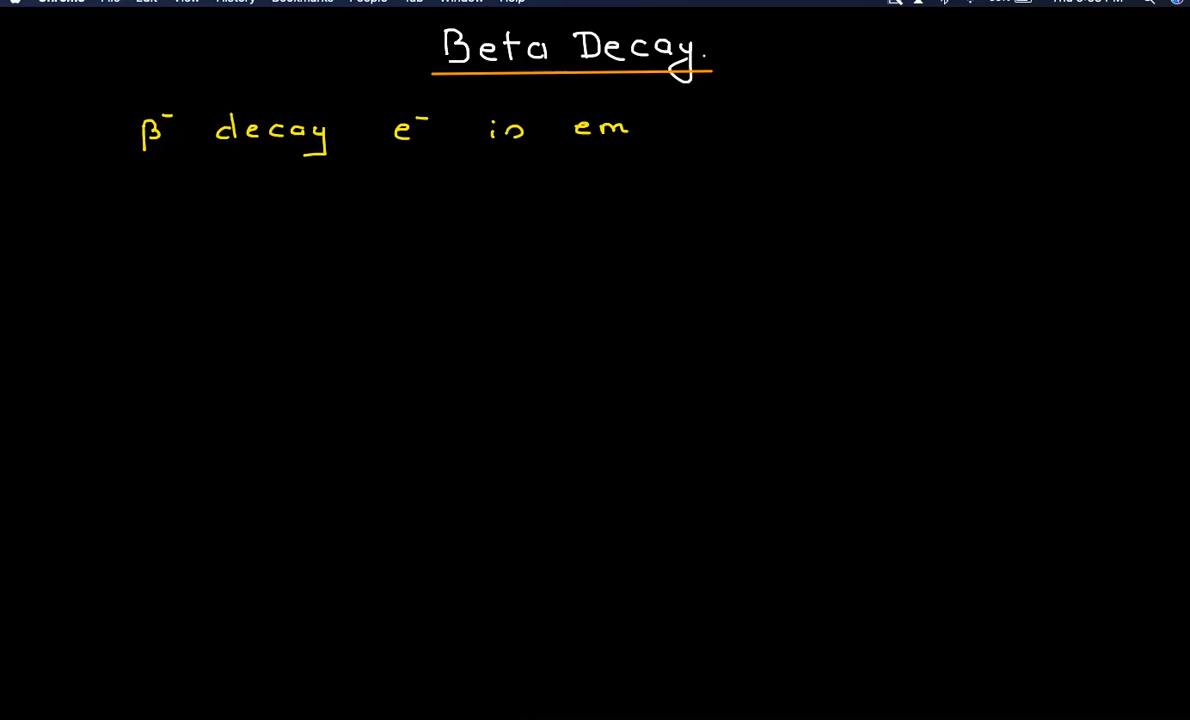 Beta Decay.
β⁻ decay e⁻ is em